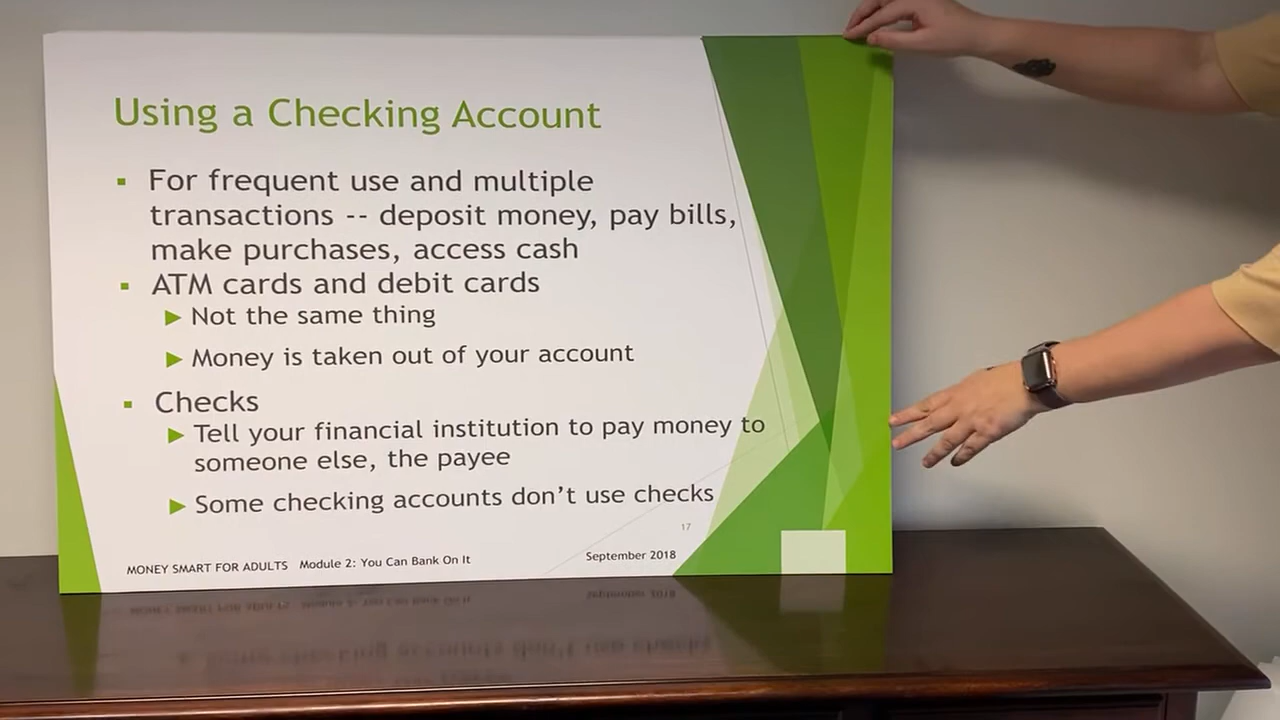 Using a Checking Account
▪ For frequent use and multiple
transactions -- deposit money, pay bills,
make purchases, access cash
▪ ATM cards and debit cards
▶ Not the same thing
▶ Money is taken out of your account
▪ Checks
▶ Tell your financial institution to pay money to
someone else, the payee
▶ Some checking accounts don’t use checks
17
MONEY SMART FOR ADULTS Module 2: You Can Bank On It September 2018